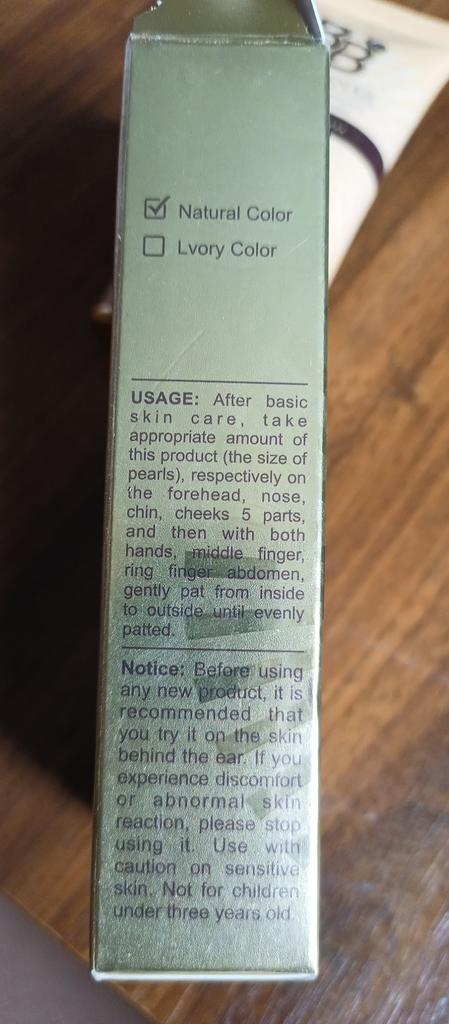 Natural Color
Lvory Color
USAGE: After basic
skin care, take
appropriate amount of
this product (the size of
pearls), respectively on
the forehead, nose,
chin, cheeks 5 parts,
and then with both
hands, middle finger,
ring finger abdomen,
gently pat from inside
to outside until evenly
patted.
Notice: Before using
any new product, it is
recommended that
you try it on the skin
behind the ear. If you
experience discomfort
or abnormal skin
reaction, please stop
using it. Use with
caution on sensitive
skin. Not for children
under three years old.